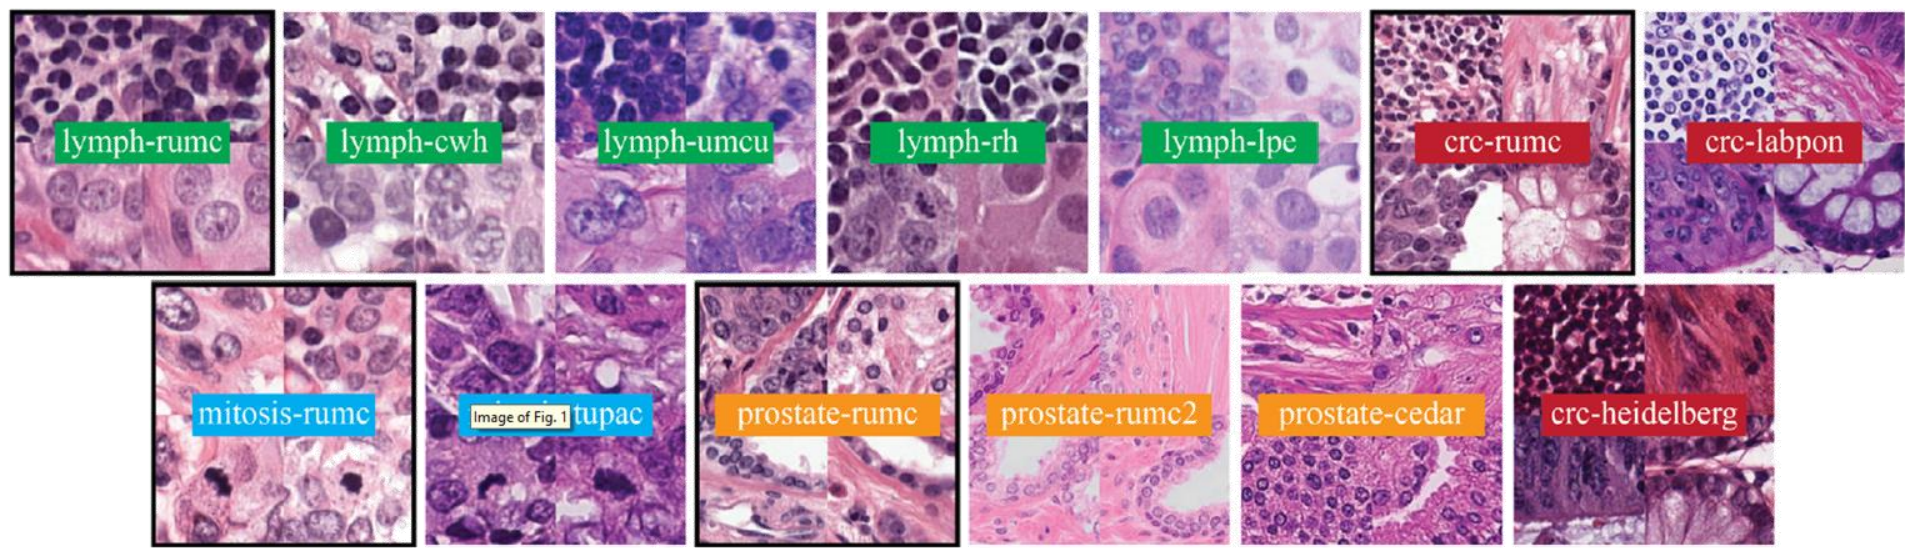 lymph-rumc
lymph-cwh
lymph-umcu
lymph-rh
lymph-lpe
crc-rumc
crc-labpon
mitosis-rumc
Image of Fig. 1
tupac
prostate-rumc
prostate-rumc2
prostate-cedar
crc-heidelberg